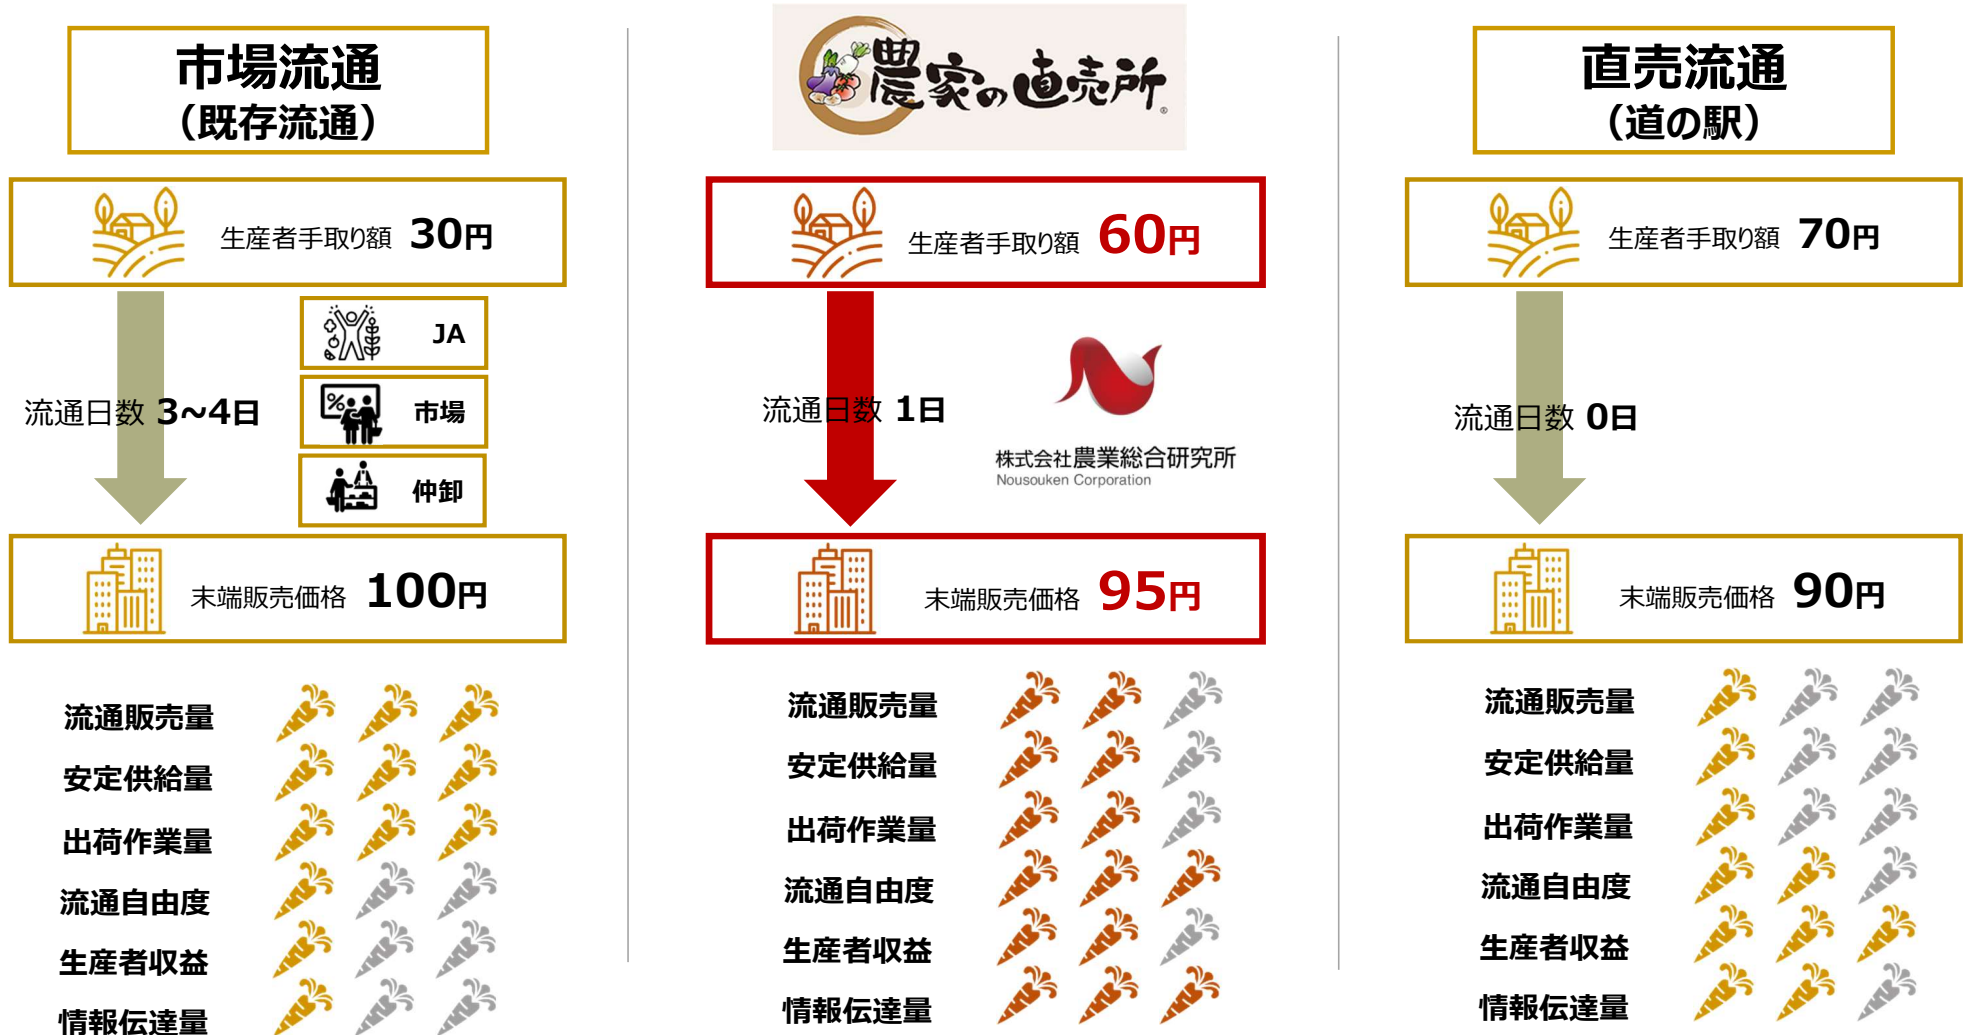 市場流通
（既存流通）
生産者手取り額 30円
JA
市場
仲卸
流通日数 3~4日
末端販売価格 100円
流通販売量
安定供給量
出荷作業量
流通自由度
生産者収益
情報伝達量
農家の直売所
®
生産者手取り額 60円
流通日数 1日
株式会社農業総合研究所
Nousouken Corporation
末端販売価格 95円
流通販売量
安定供給量
出荷作業量
流通自由度
生産者収益
情報伝達量
直売流通
（道の駅）
生産者手取り額 70円
流通日数 0日
末端販売価格 90円
流通販売量
安定供給量
出荷作業量
流通自由度
生産者収益
情報伝達量